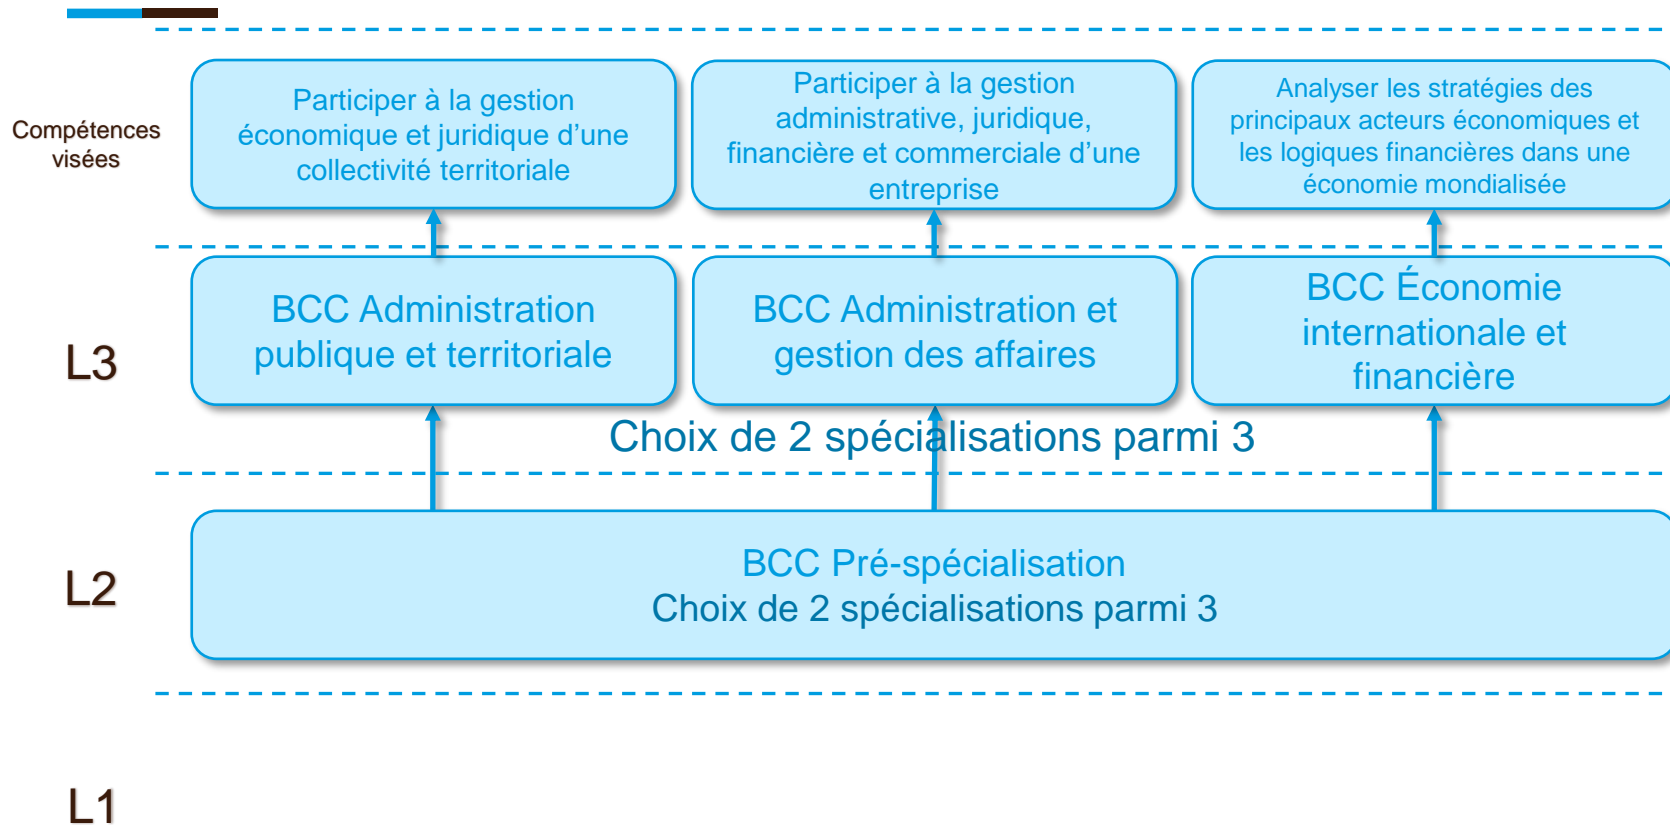 Compétences
visées
Participer à la gestion
économique et juridique d’une
collectivité territoriale
Participer à la gestion
administrative, juridique,
financière et commerciale d’une
entreprise
Analyser les stratégies des
principaux acteurs économiques et
les logiques financières dans une
économie mondialisée
L3
BCC Administration
publique et territoriale
BCC Administration et
gestion des affaires
BCC Économie
internationale et
financière
Choix de 2 spécialisations parmi 3
L2
BCC Pré-spécialisation
Choix de 2 spécialisations parmi 3
L1